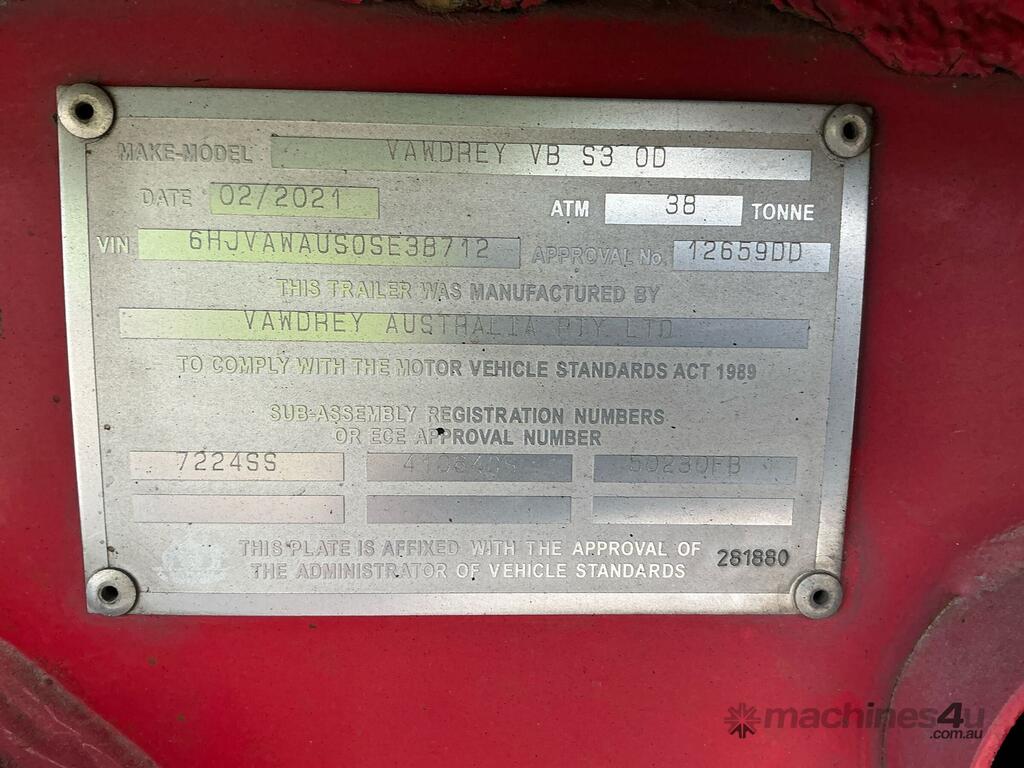 MAKE-MODEL VAWDREY VB S3 OD
DATE 02/2021 ATM 38 TONNE
VIN 6HJVAWAUS0SE3B712 APPROVAL No. 12659DD
THIS TRAILER WAS MANUFACTURED BY
VAWDREY AUSTRALIA PTY LTD
TO COMPLY WITH THE MOTOR VEHICLE STANDARDS ACT 1989
SUB-ASSEMBLY REGISTRATION NUMBERS
OR ECE APPROVAL NUMBER
7224SS 50230FB
THIS PLATE IS AFFIXED WITH THE APPROVAL OF
THE ADMINISTRATOR OF VEHICLE STANDARDS 281880
machines4u
.com.au